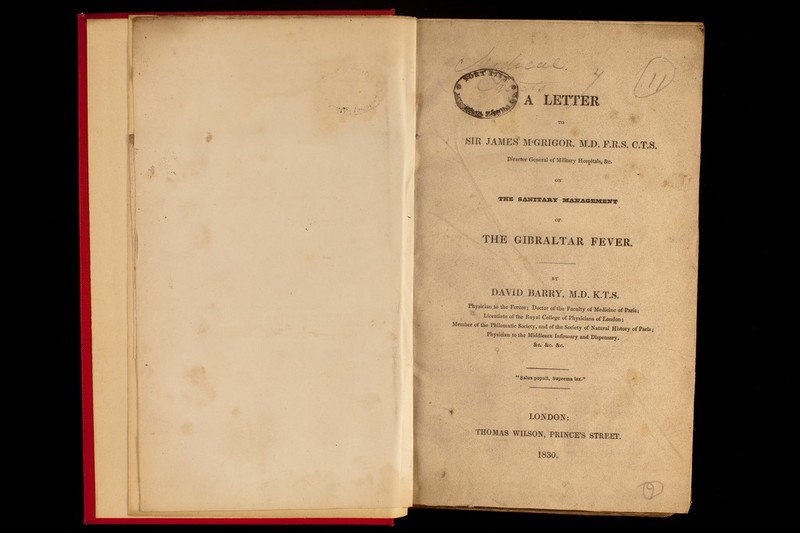 Medical
11
A LETTER
TO
SIR JAMES McGRIGOR, M.D. F.R.S. C.T.S.
Director General of Military Hospitals, &c.
ON
THE SANITARY MANAGEMENT
OF
THE GIBRALTAR FEVER.
BY
DAVID BARRY, M.D. K.T.S.
Physician to the Forces; Doctor of the Faculty of Medicine of Paris;
Licentiate of the Royal College of Physicians of London;
Member of the Philomatic Society, and of the Society of Natural History of Paris;
Physician to the Middlesex Infirmary and Dispensary,
&c. &c. &c.
"Salus populi, suprema lex."
LONDON:
THOMAS WILSON, PRINCE'S STREET.
1830.
9